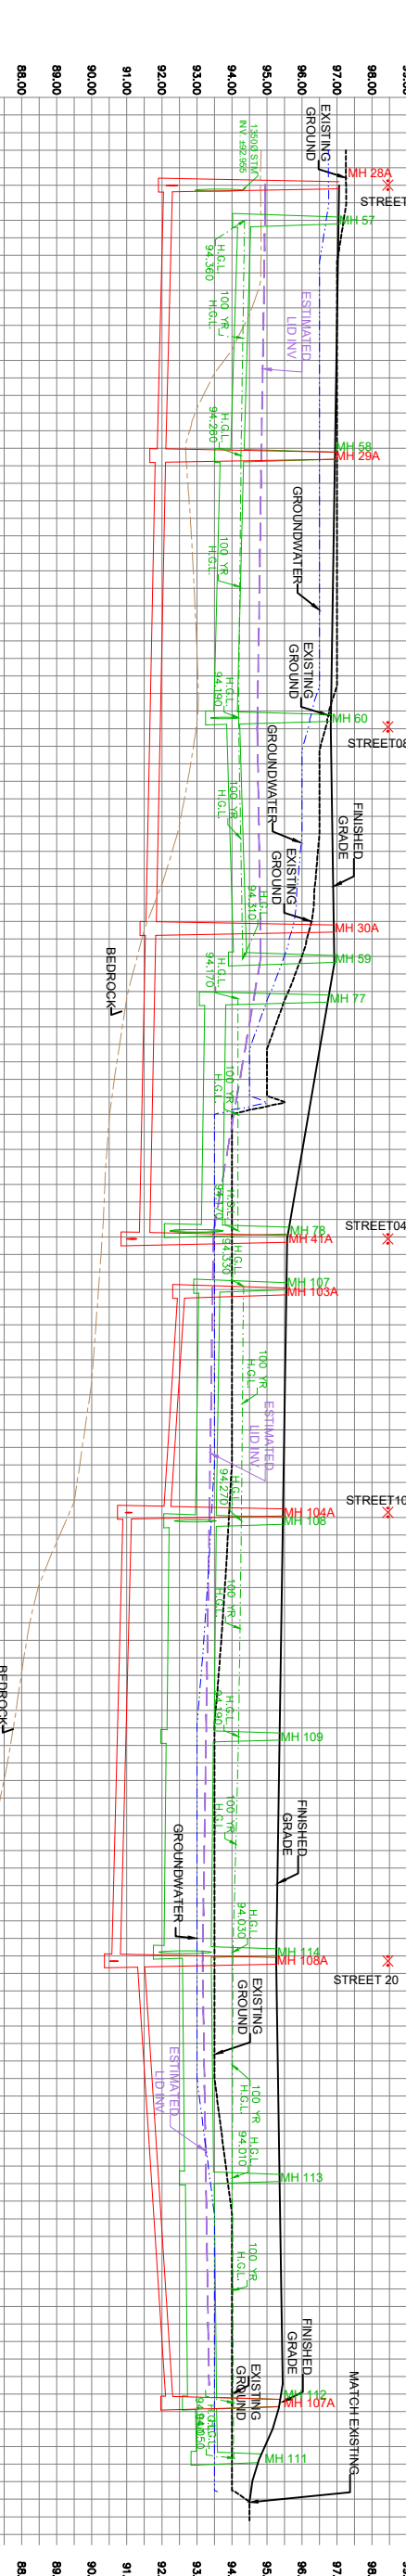 88.00
90.00
91.00
92.00
93.00
94.00
95.00
96.00
97.00
98.00
EXISTING
GROUND
1350Ø STM
INV. ±92.955
MH 28A
STREET
MH 57
H.G.L.
94.360
100 YR
H.G.L.
ESTIMATED
LID INV
H.G.L.
94.260
MH 58
MH 29A
100 YR
H.G.L.
GROUNDWATER
EXISTING
GROUND
H.G.L.
94.190
MH 60
STREET08
GROUNDWATER
100 YR
H.G.L.
FINISHED
GRADE
EXISTING
GROUND
H.G.L.
94.310
MH 30A
BEDROCK
H.G.L.
94.170
MH 59
MH 77
100 YR
H.G.L.
H.G.L.
94.170
STREET04
MH 78
MH 41A
H.G.L.
94.330
MH 107
MH 103A
100 YR
H.G.L.
ESTIMATED
LID INV
H.G.L.
94.270
STREET10
MH 104A
MH 108
100 YR
H.G.L.
BEDROCK
H.G.L.
94.190
MH 109
100 YR
H.G.L.
FINISHED
GRADE
GROUNDWATER
H.G.L.
94.030
MH 114
MH 108A
STREET 20
EXISTING
GROUND
ESTIMATED
LID INV
100 YR
H.G.L.
H.G.L.
94.010
MH 113
100 YR
H.G.L.
FINISHED
GRADE
EXISTING
GROUND
MATCH EXISTING
MH 112
MH 107A
H.G.L.
MH 111
88.00
90.00
91.00
92.00
93.00
94.00
95.00
96.00
97.00
98.00